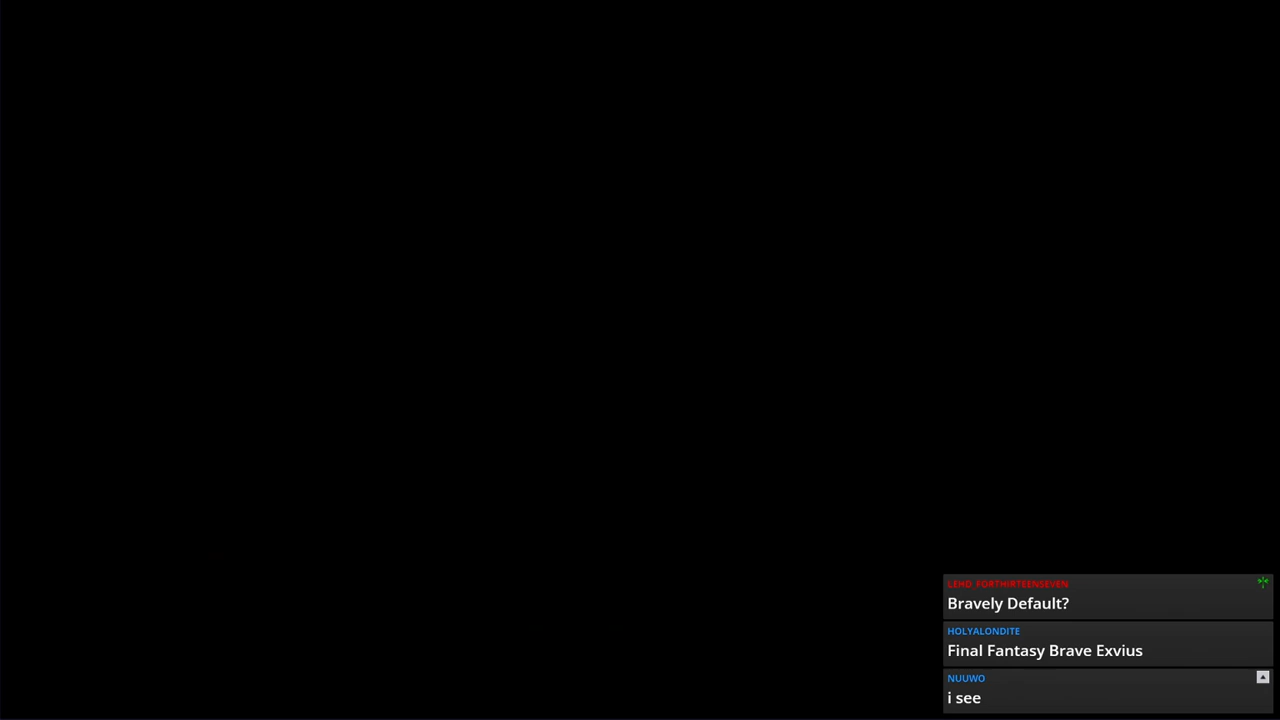 LEHD_FORTHIRTEENSEVEN
Bravely Default?
HOLYALONDITE
Final Fantasy Brave Exvius
NUUWO
i see